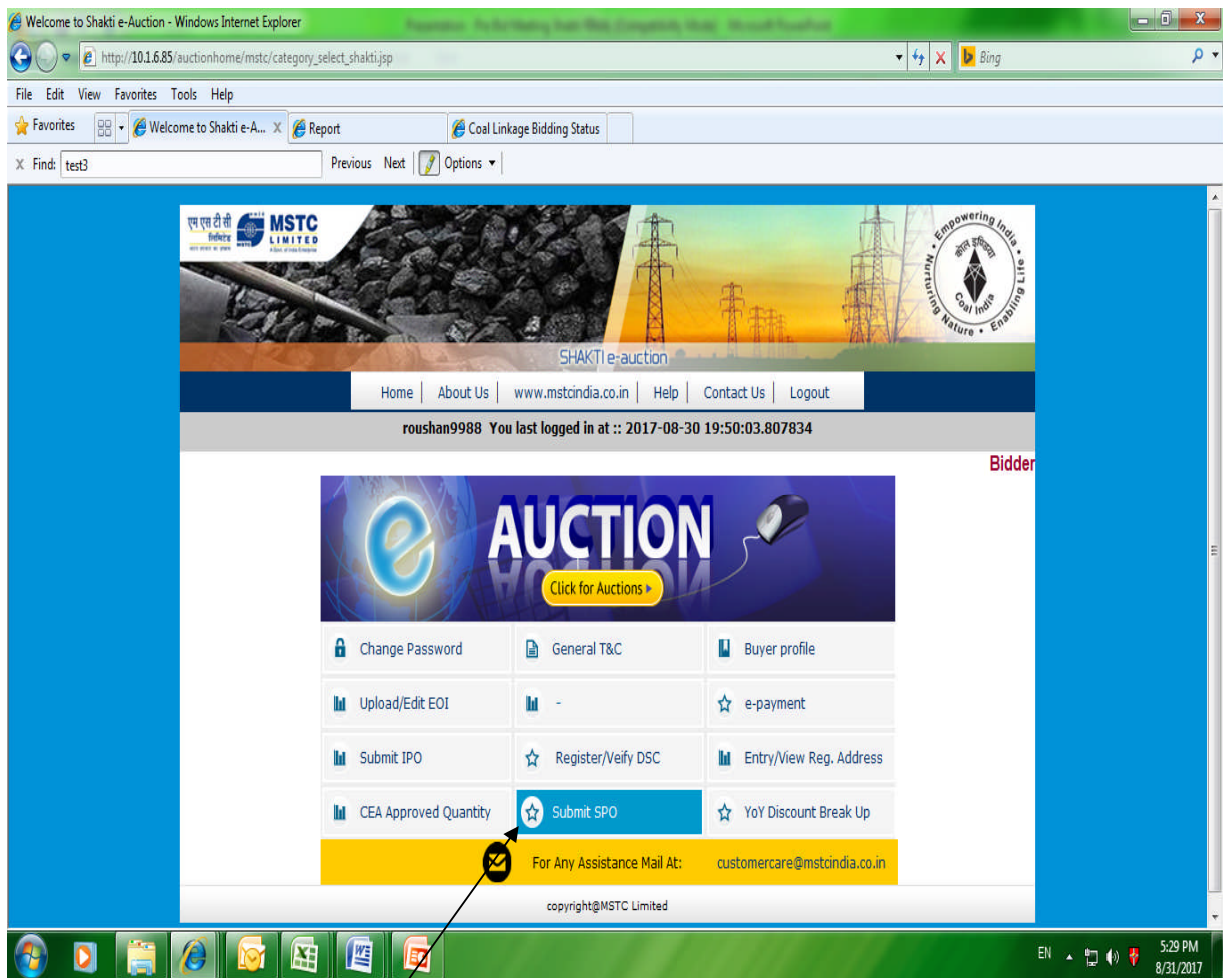 Welcome to Shakti e-Auction - Windows Internet Explorer
http://10.1.6.85/auctionhome/mstc/category_select_shakti.jsp
Bing
File Edit View Favorites Tools Help
Favorites
Welcome to Shakti e-A... X
Report
Coal Linkage Bidding Status
X Find: test3
Previous Next
Options
एम एस टी सी
लिमिटेड
MSTC
LIMITED
Empowering India • Enabling Life • Nurturing Nature •
कोल इण्डिया
Coal India
SHAKTI e-auction
Home | About Us | www.mstcindia.co.in | Help | Contact Us | Logout
roushan9988 You last logged in at :: 2017-08-30 19:50:03.807834
Bidder
e AUCTION
Click for Auctions
Change Password
General T&C
Buyer profile
Upload/Edit EOI
-
e-payment
Submit IPO
Register/Veify DSC
Entry/View Reg. Address
CEA Approved Quantity
Submit SPO
YoY Discount Break Up
For Any Assistance Mail At: customercare@mstcindia.co.in
copyright@MSTC Limited
EN
5:29 PM
8/31/2017